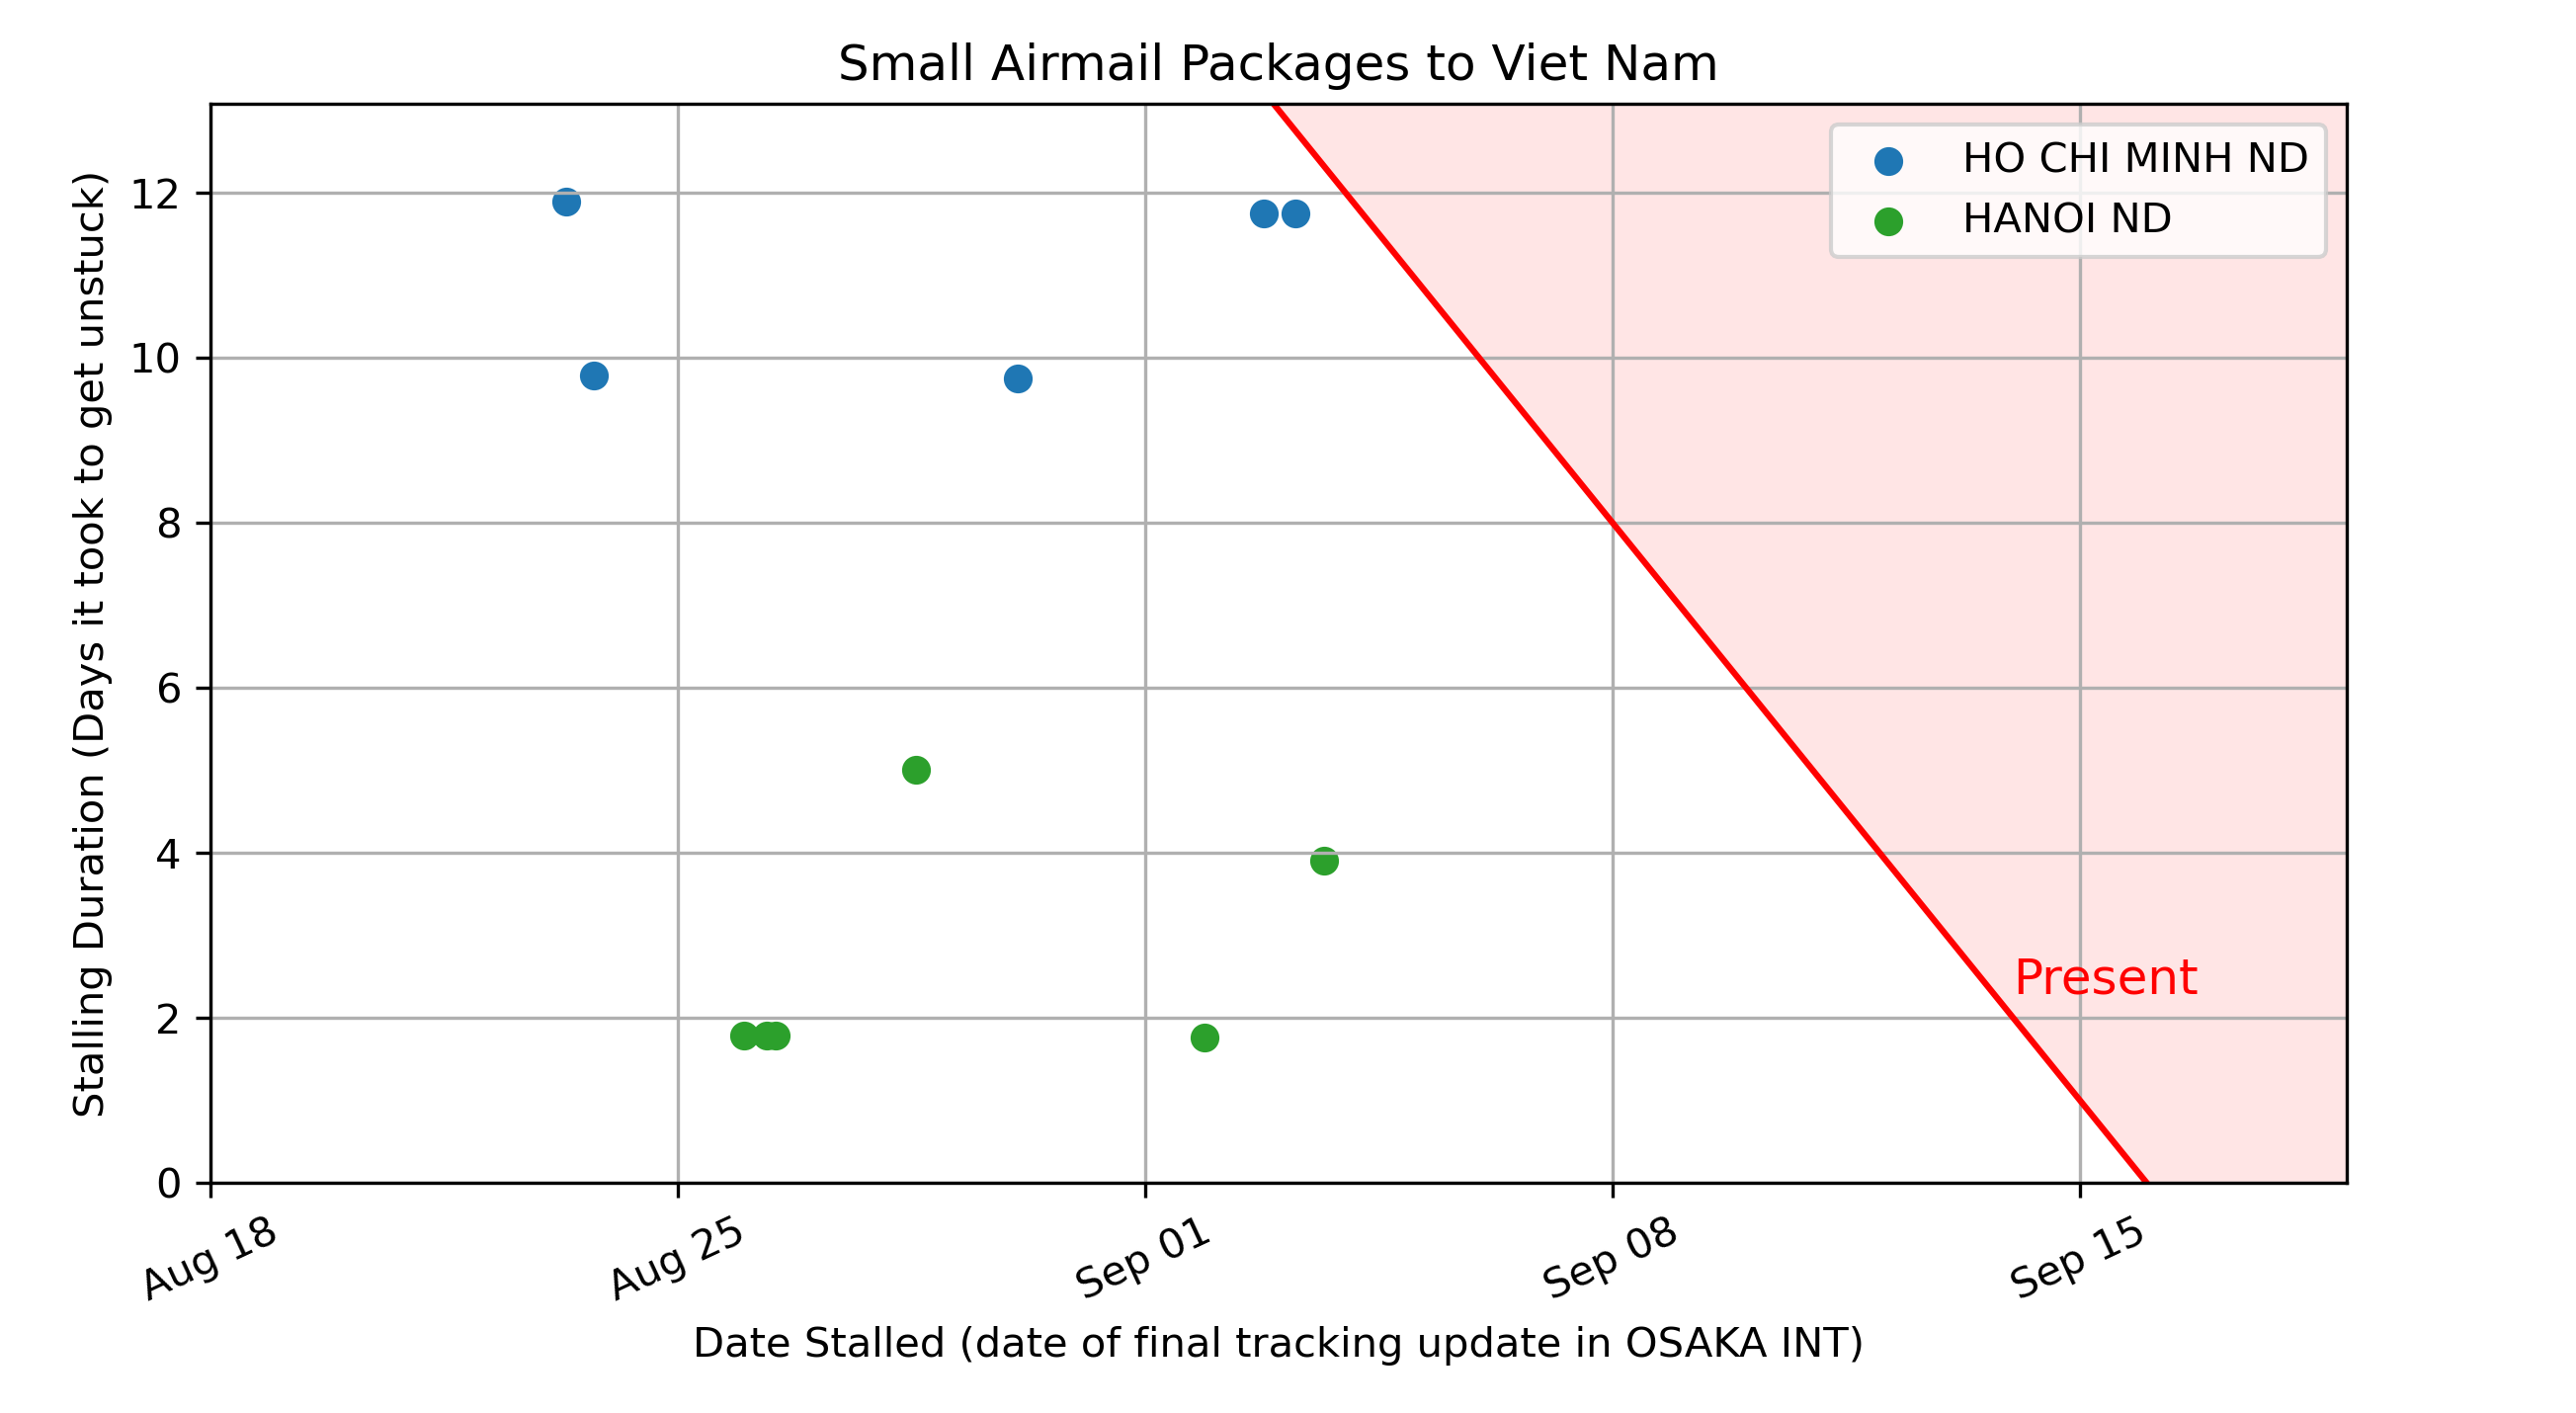 Small Airmail Packages to Viet Nam
Stalling Duration (Days it took to get unstuck)
12
10
8
6
4
2
0
HO CHI MINH ND
HANOI ND
Present
Aug 18
Aug 25
Sep 01
Sep 08
Sep 15
Date Stalled (date of final tracking update in OSAKA INT)